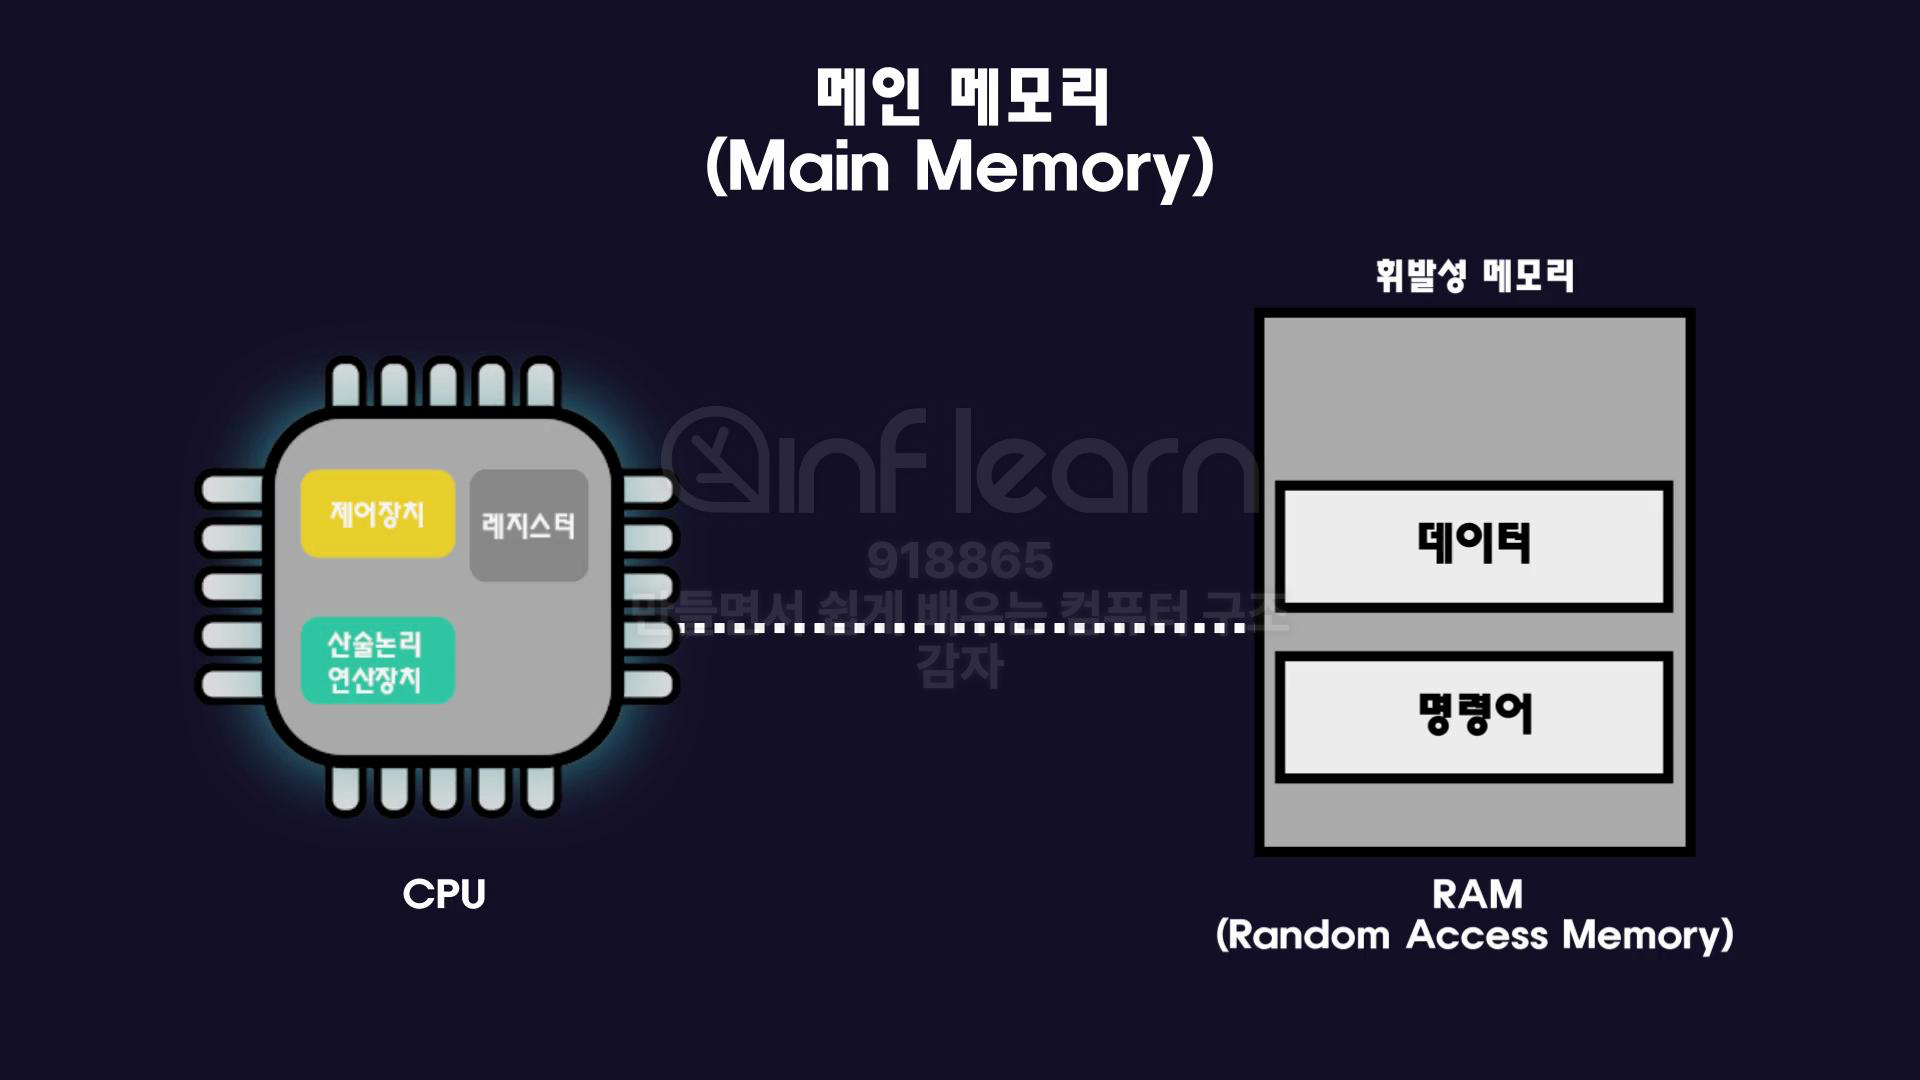 메인 메모리
(Main Memory)
휘발성 메모리
제어장치
레지스터
산술논리
연산장치
데이터
명령어
inflearn
918865
만들면서 쉽게 배우는 컴퓨터 구조
감자
CPU
RAM
(Random Access Memory)